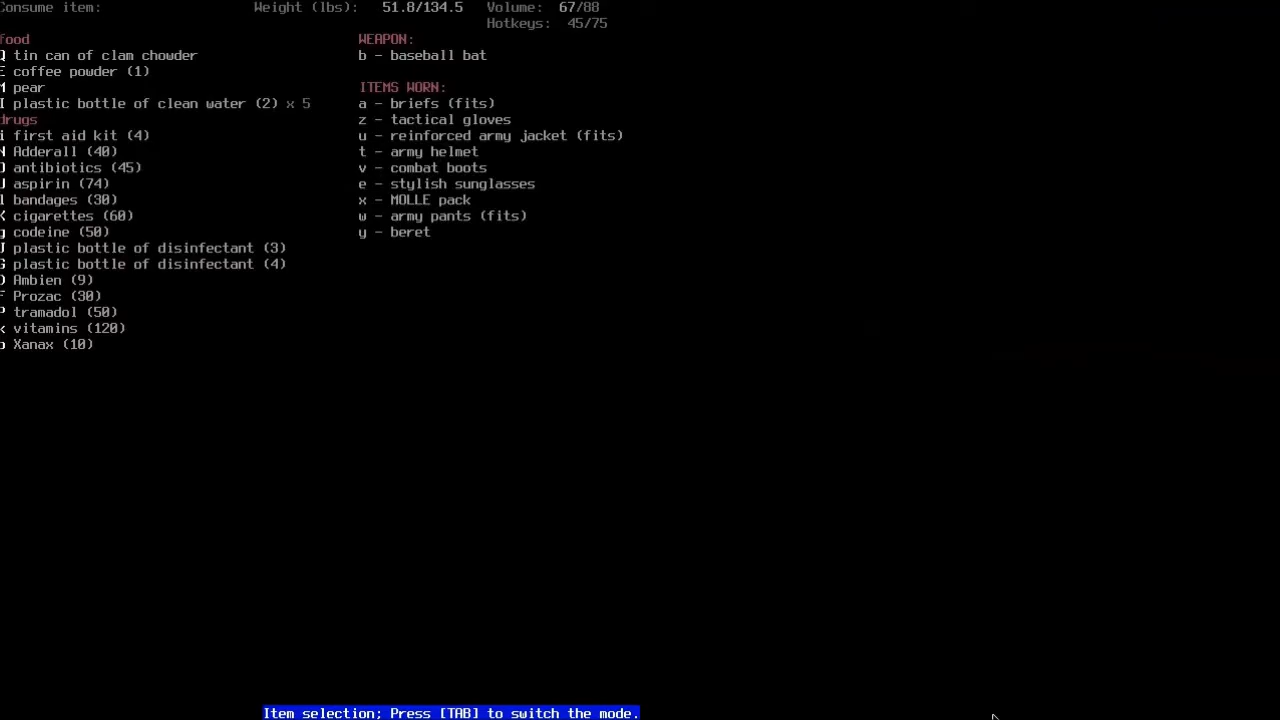 Consume item: Weight (lbs): 51.8/134.5 Volume: 67/88
Hotkeys: 45/75
food
Q tin can of clam chowder
E coffee powder (1)
M pear
I plastic bottle of clean water (2) x 5
drugs
i first aid kit (4)
N Adderall (40)
antibiotics (45)
aspirin (74)
l bandages (30)
K cigarettes (60)
g codeine (50)
J plastic bottle of disinfectant (3)
G plastic bottle of disinfectant (4)
Ambien (9)
F Prozac (30)
P tramadol (50)
k vitamins (120)
Xanax (10)
WEAPON:
b - baseball bat
ITEMS WORN:
a - briefs (fits)
z - tactical gloves
u - reinforced army jacket (fits)
t - army helmet
v - combat boots
e - stylish sunglasses
x - MOLLE pack
w - army pants (fits)
y - beret
Item selection; Press [TAB] to switch the mode.